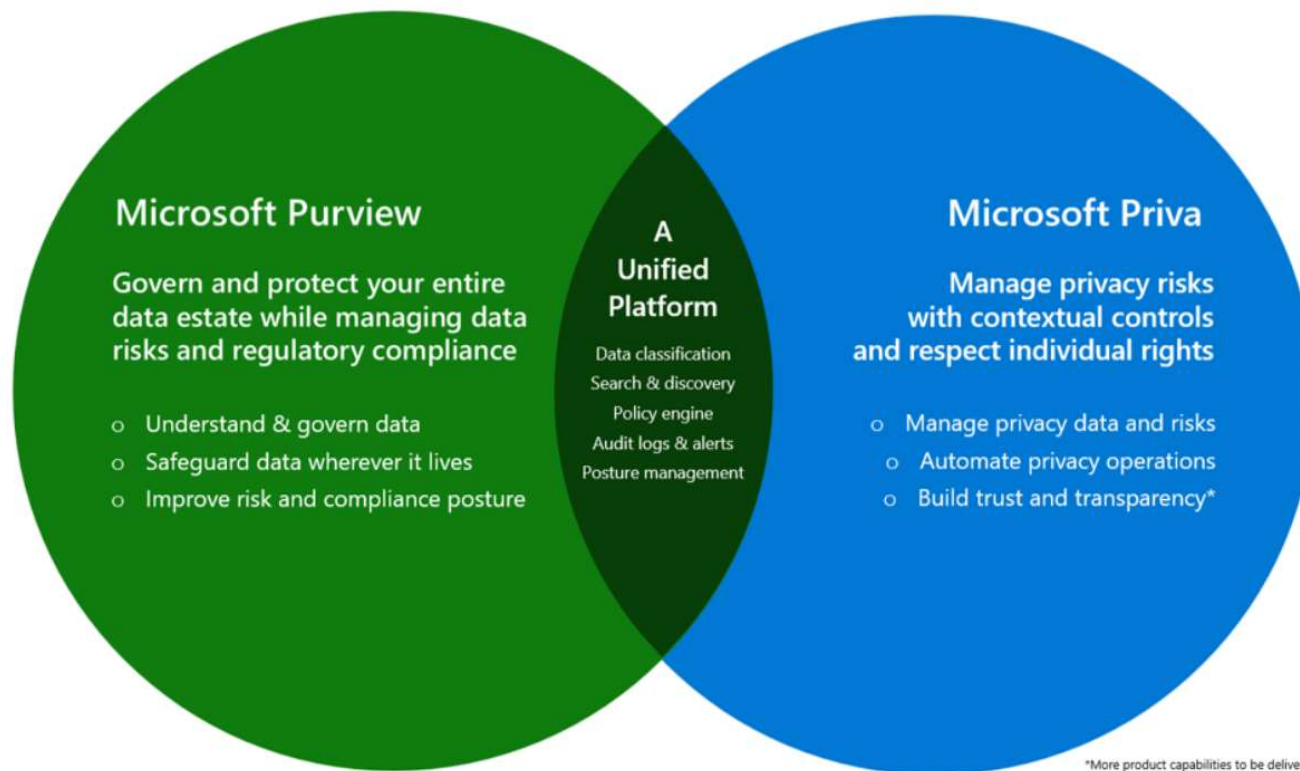 Microsoft Purview
Govern and protect your entire
data estate while managing data
risks and regulatory compliance
o Understand & govern data
o Safeguard data wherever it lives
o Improve risk and compliance posture
A
Unified
Platform
Data classification
Search & discovery
Policy engine
Audit logs & alerts
Posture management
Microsoft Priva
Manage privacy risks
with contextual controls
and respect individual rights
o Manage privacy data and risks
o Automate privacy operations
o Build trust and transparency*
*More product capabilities to be delive